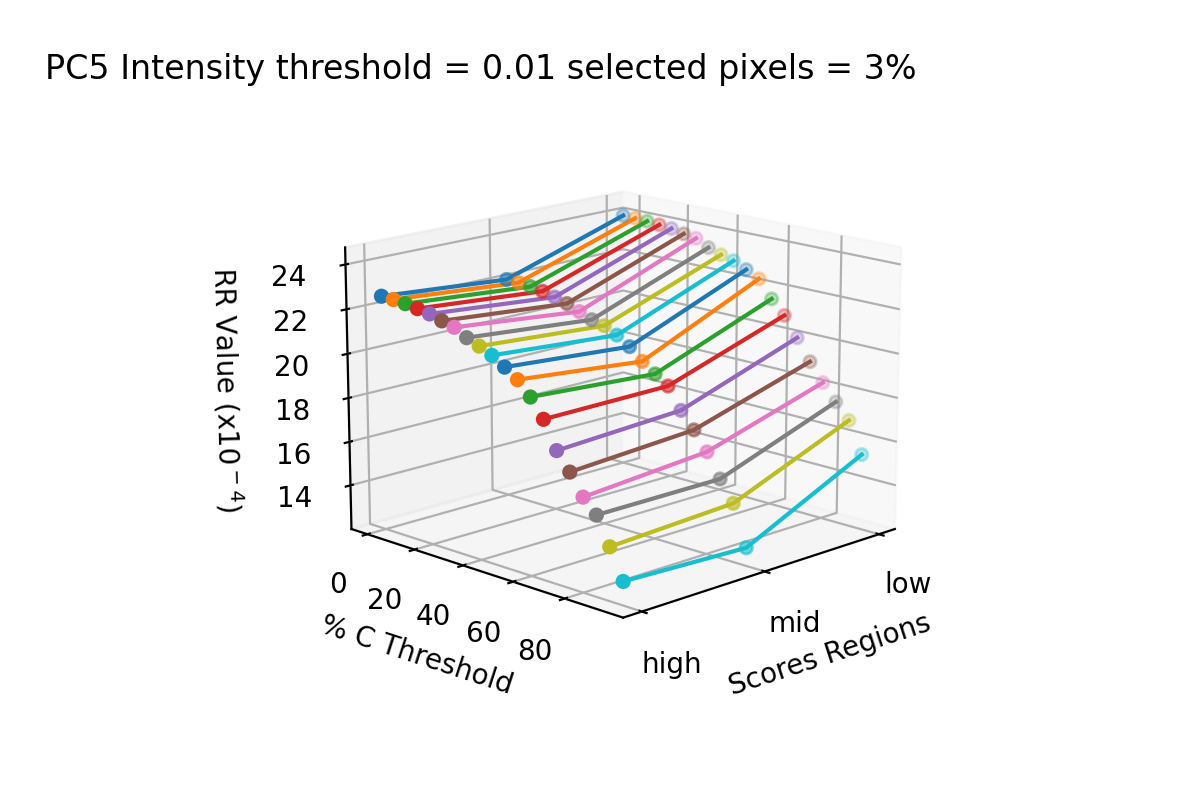 PC5 Intensity threshold = 0.01 selected pixels = 3%
RR Value (x10⁻⁴)
24
22
20
18
16
14
0
20
40
60
80
% C Threshold
high
mid
low
Scores Regions